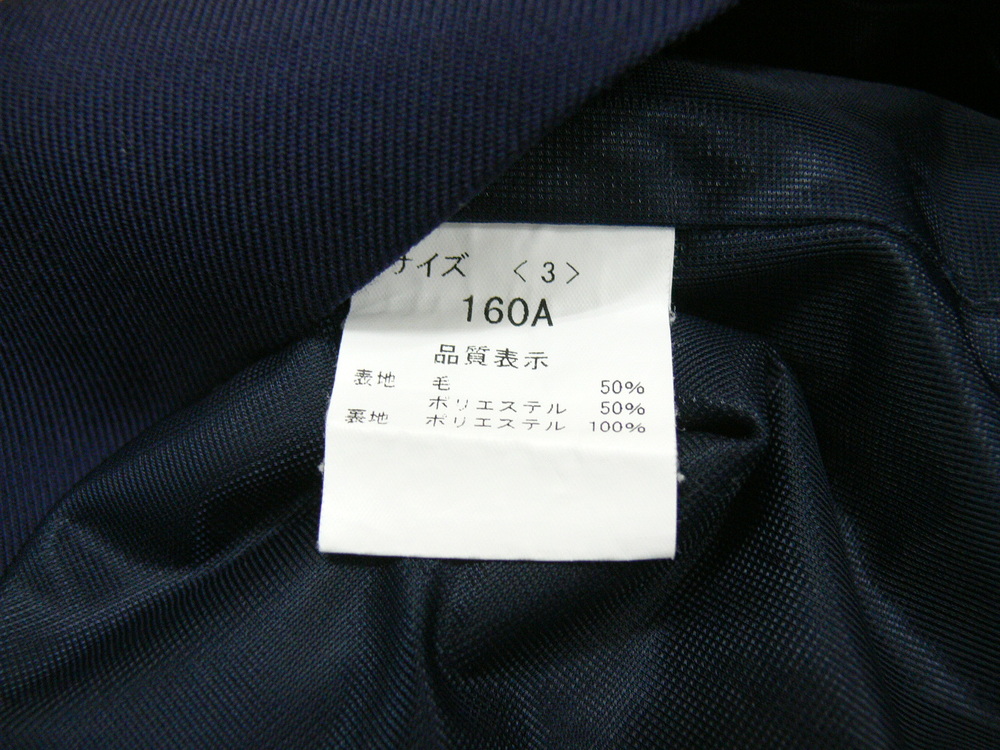 サイズ 〈3〉
160A
品質表示
表地 毛 50%
ポリエステル 50%
裏地 ポリエステル 100%